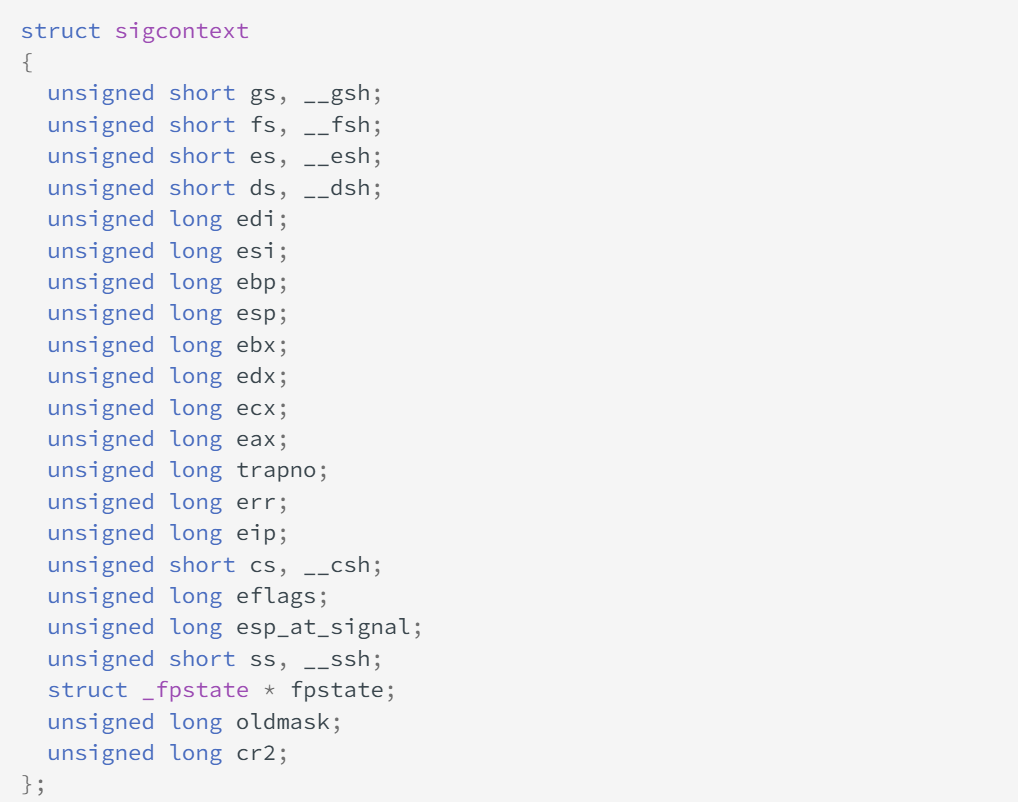 struct sigcontext
{
  unsigned short gs, __gsh;
  unsigned short fs, __fsh;
  unsigned short es, __esh;
  unsigned short ds, __dsh;
  unsigned long edi;
  unsigned long esi;
  unsigned long ebp;
  unsigned long esp;
  unsigned long ebx;
  unsigned long edx;
  unsigned long ecx;
  unsigned long eax;
  unsigned long trapno;
  unsigned long err;
  unsigned long eip;
  unsigned short cs, __csh;
  unsigned long eflags;
  unsigned long esp_at_signal;
  unsigned short ss, __ssh;
  struct _fpstate * fpstate;
  unsigned long oldmask;
  unsigned long cr2;
};